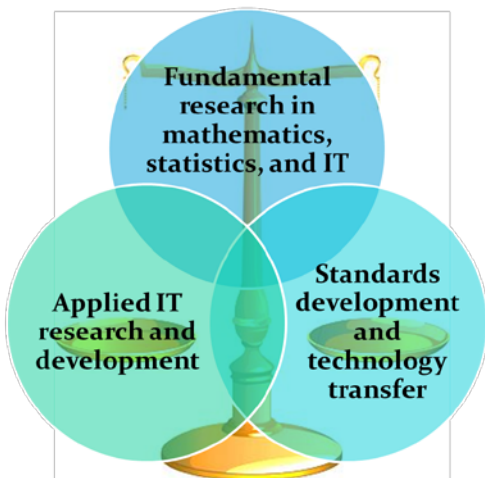 Fundamental
research in
mathematics,
statistics, and IT
Applied IT
research and
development
Standards
development
and
technology
transfer